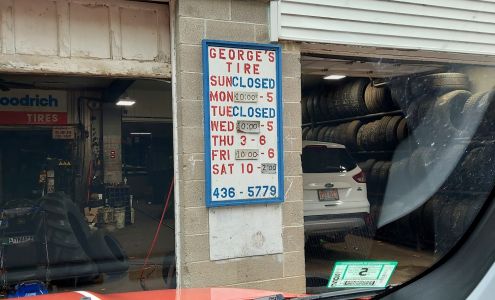 GEORGE'S
TIRE
SUN CLOSED
MON 10:00 - 5
TUE CLOSED
WED 10:00 - 5
THU 3 - 6
FRI 10:00 - 6
SAT 10 - 2:00
436 - 5779
oodrich
TIRES
5